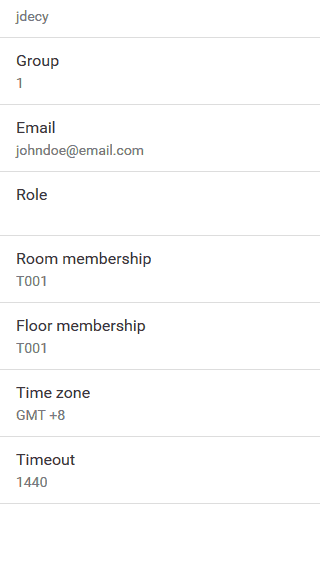 jdecy
Group
1
Email
johndoe@email.com
Role
Room membership
T001
Floor membership
T001
Time zone
GMT +8
Timeout
1440